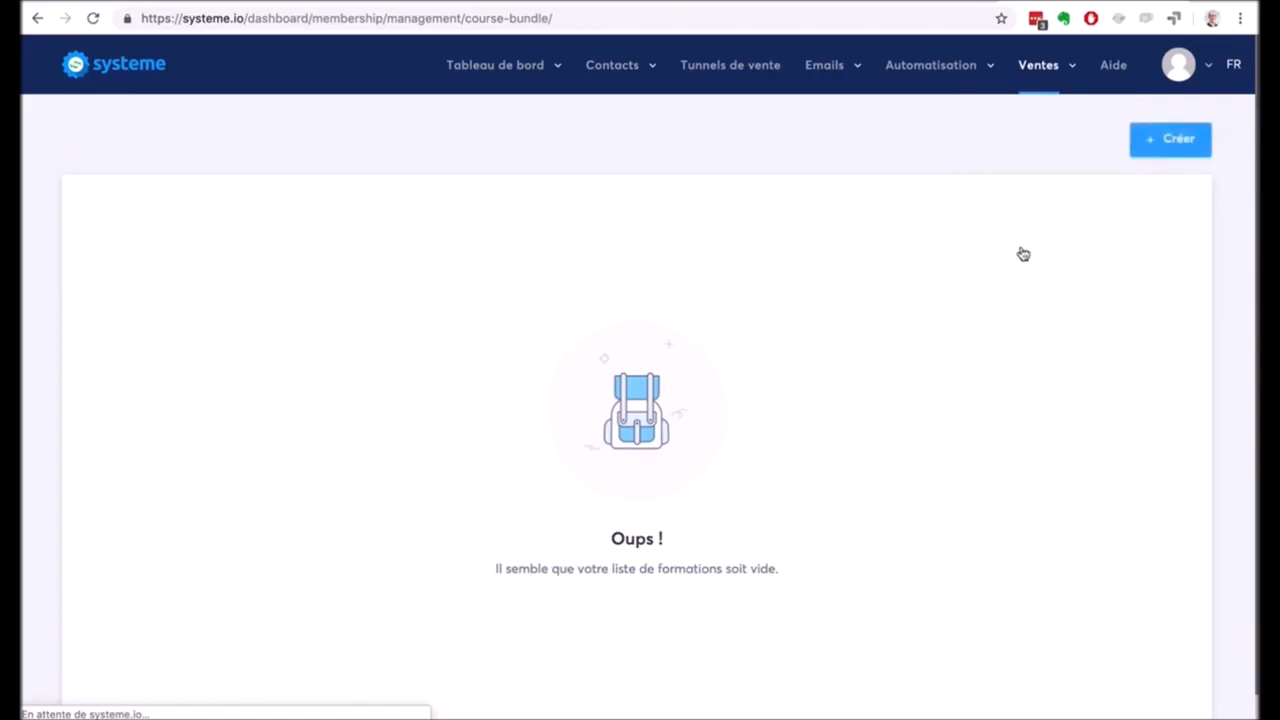 https://systeme.io/dashboard/membership/management/course-bundle/
3
systeme
Tableau de bord
Contacts
Tunnels de vente
Emails
Automatisation
Ventes
Aide
FR
+ Créer
Oups !
Il semble que votre liste de formations soit vide.
En attente de systeme.io...